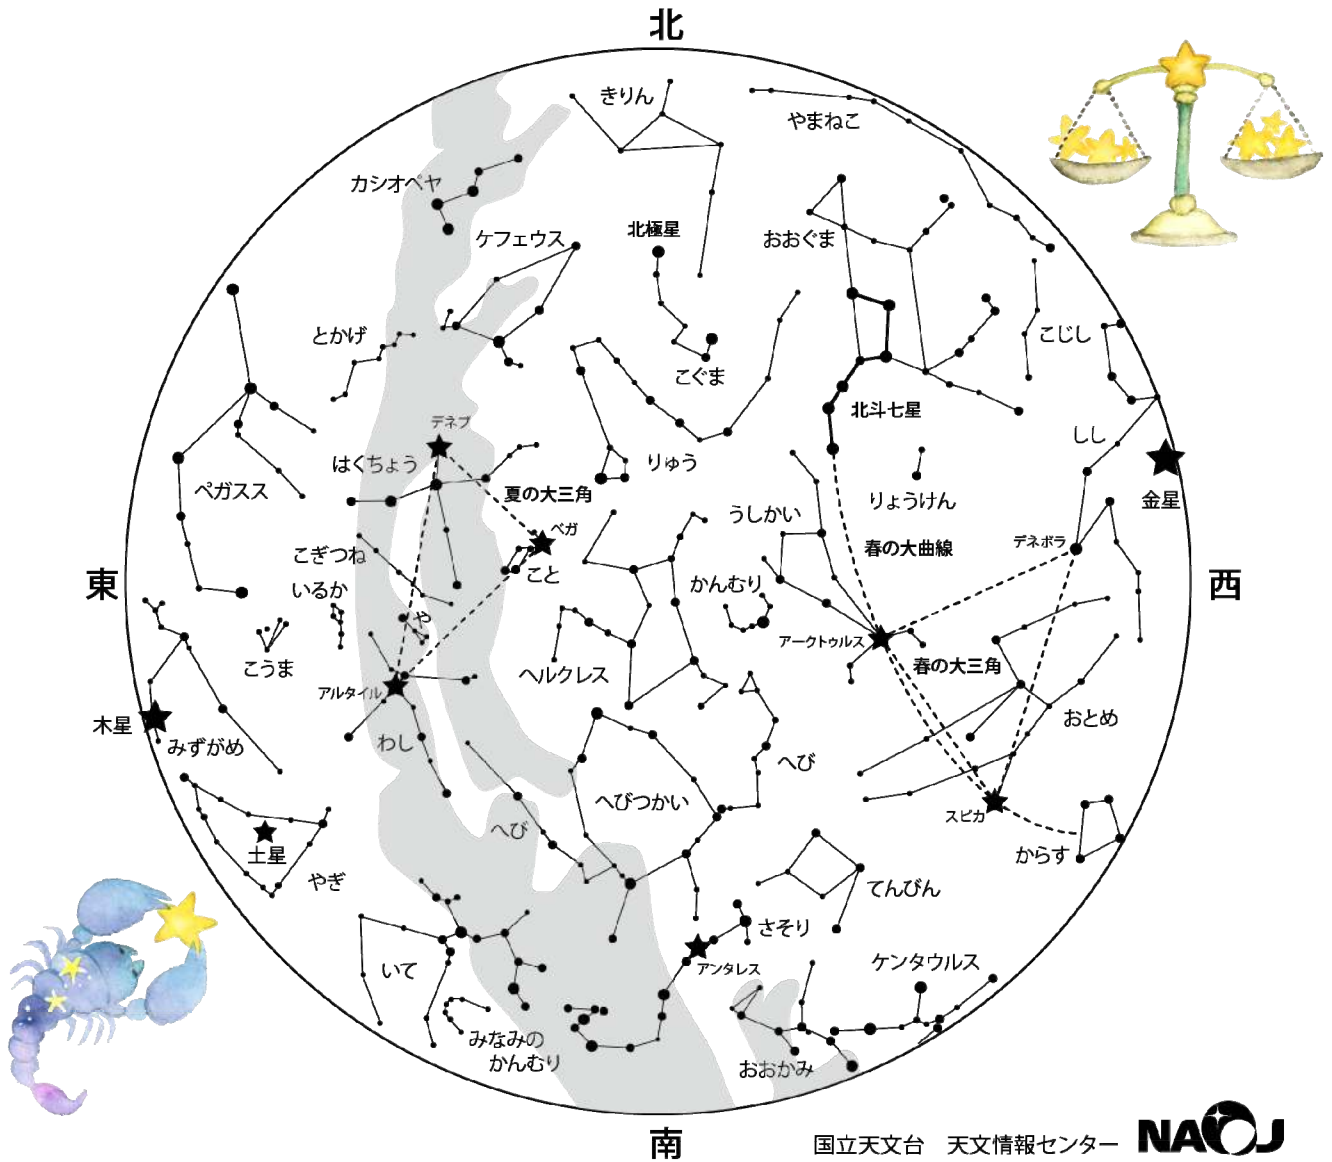 北
きりん
やまねこ
カシオペヤ
ケフェウス
北極星
おおぐま
とかげ
こぐま
こじし
デネブ
北斗七星
しし
はくちょう
りゅう
ペガスス
夏の大三角
りょうけん
金星
ベガ
うしかい
デネボラ
春の大曲線
こぎつね
こと
東
いるか
かんむり
西
や
こうま
ヘルクレス
アークトゥルス
春の大三角
アルタイル
木星
みずがめ
わし
おとめ
へび
へびつかい
スピカ
へび
土星
からす
やぎ
てんびん
さそり
いて
アンタレス
ケンタウルス
みなみの
かんむり
おおかみ
南
国立天文台 天文情報センター
NAOJ